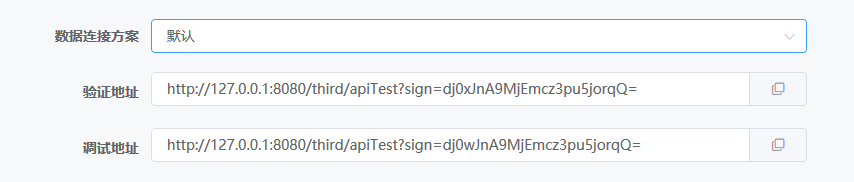 数据连接方案 默认
验证地址 http://127.0.0.1:8080/third/apiTest?sign=dj0xJnA9MjEmcz3pu5jorqQ=
调试地址 http://127.0.0.1:8080/third/apiTest?sign=dj0wJnA9MjEmcz3pu5jorqQ=